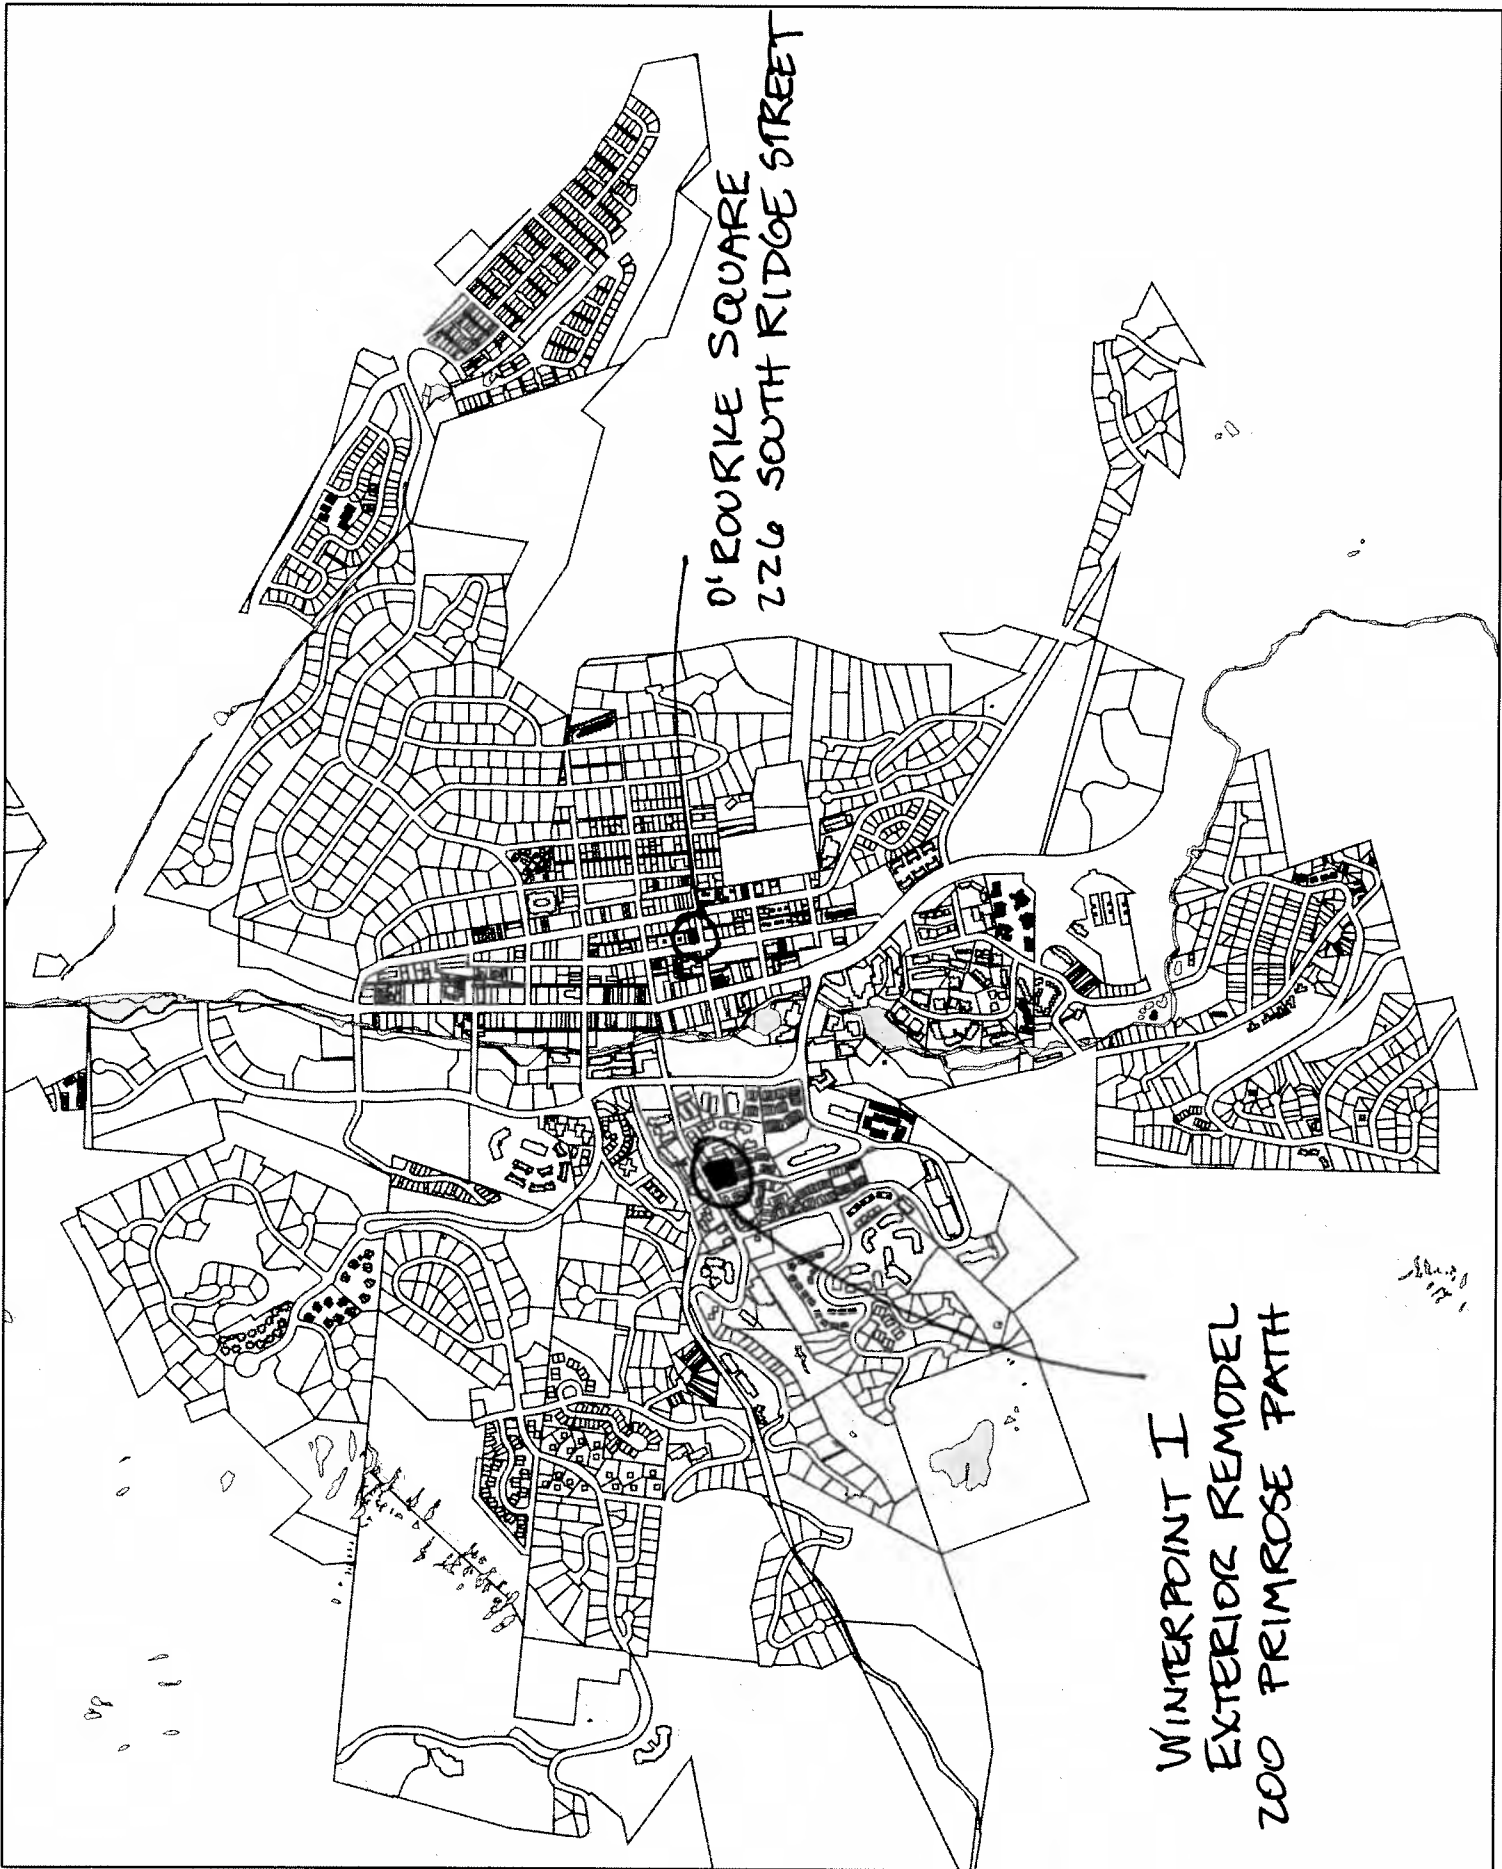 O'ROURKE SQUARE
226 SOUTH RIDGE STREET
WINTERPOINT I
EXTERIOR REMODEL
200 PRIMROSE PATH